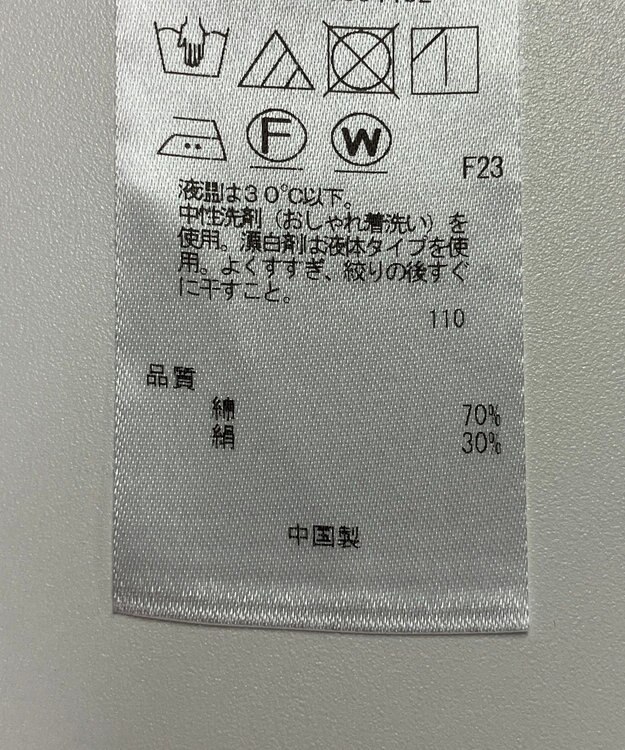 F
W
F23
液温は30℃以下。
中性洗剤（おしゃれ着洗い）を
使用。漂白剤は液体タイプを使
用。よくすすぎ、絞りの後すぐ
に干すこと。
110
品質
綿 70%
絹 30%
中国製